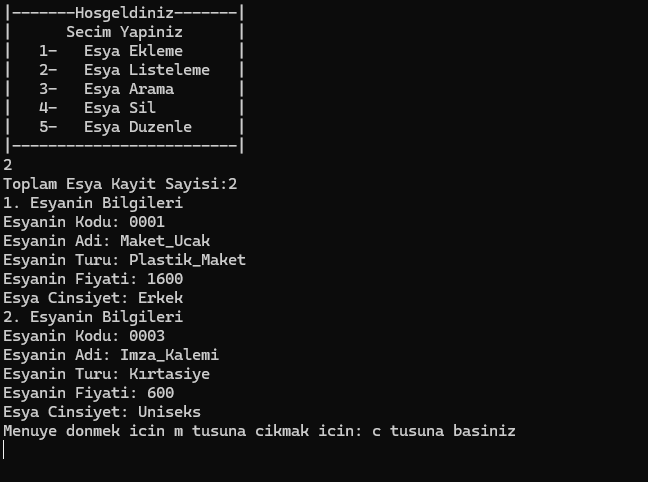 |-------Hosgeldiniz-------|
|      Secim Yapiniz      |
|   1-   Esya Ekleme      |
|   2-   Esya Listeleme   |
|   3-   Esya Arama       |
|   4-   Esya Sil         |
|   5-   Esya Duzenle     |
|-------------------------|
2
Toplam Esya Kayit Sayisi:2
1. Esyanin Bilgileri
Esyanin Kodu: 0001
Esyanin Adi: Maket_Ucak
Esyanin Turu: Plastik_Maket
Esyanin Fiyati: 1600
Esya Cinsiyet: Erkek
2. Esyanin Bilgileri
Esyanin Kodu: 0003
Esyanin Adi: Imza_Kalemi
Esyanin Turu: Kırtasiye
Esyanin Fiyati: 600
Esya Cinsiyet: Uniseks
Menuye donmek icin m tusuna cikmak icin: c tusuna basiniz